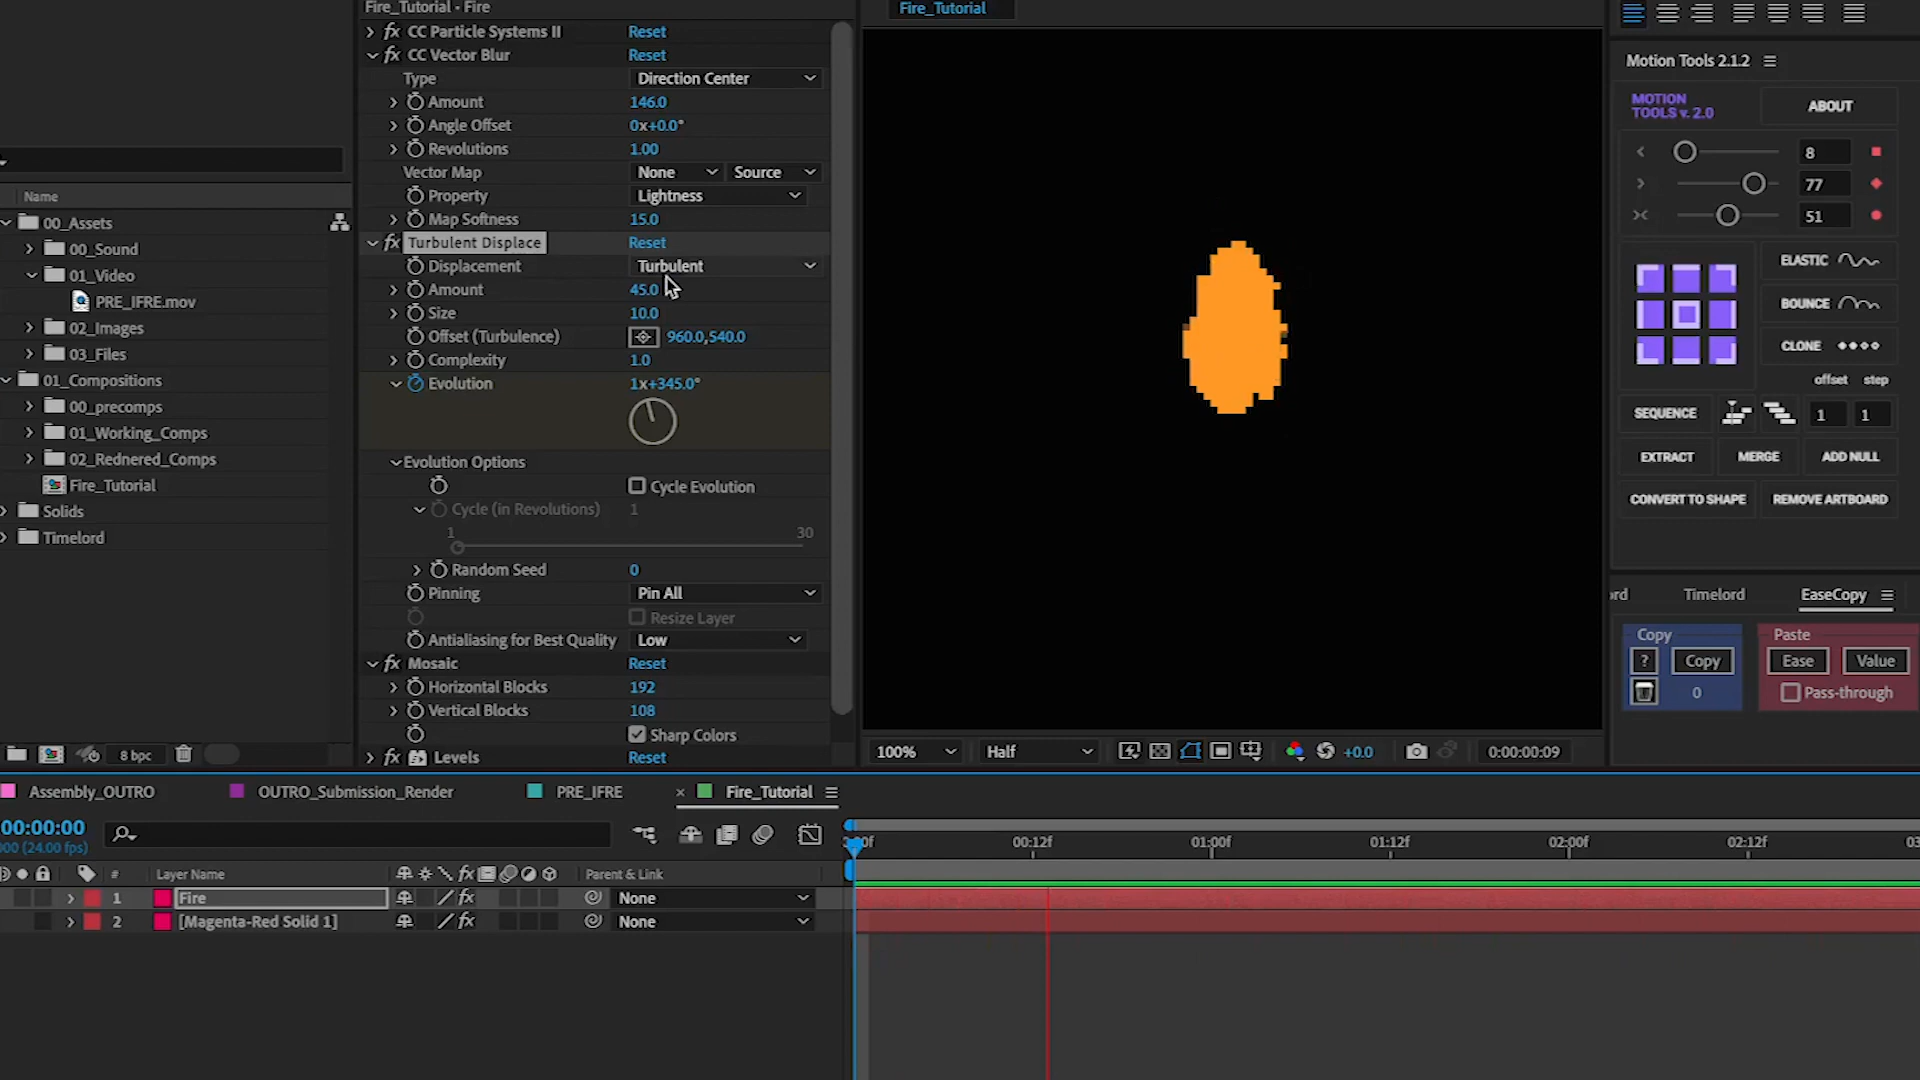 Fire_Tutorial - Fire
fx CC Particle Systems II Reset
fx CC Vector Blur Reset
Type Direction Center
Amount 146.0
Angle Offset 0x+0.0°
Revolutions 1.00
Vector Map None Source
Property Lightness
Map Softness 15.0
fx Turbulent Displace Reset
Displacement Turbulent
Amount 45.0
Size 10.0
Offset (Turbulence) 960.0,540.0
Complexity 1.0
Evolution 1x+345.0°
Evolution Options
Cycle Evolution
Cycle (in Revolutions) 1
1 30
Random Seed 0
Pinning Pin All
Resize Layer
Antialiasing for Best Quality Low
fx Mosaic Reset
Horizontal Blocks 192
Vertical Blocks 108
Sharp Colors
fx Levels Reset
Name
00_Assets
00_Sound
01_Video
PRE_IFRE.mov
02_Images
03_Files
01_Compositions
00_precomps
01_Working_Comps
02_Rednered_Comps
Fire_Tutorial
Solids
Timelord
8 bpc
Fire_Tutorial
100% Half +0.0 0:00:00:09
Motion Tools 2.1.2
MOTION
TOOLS v. 2.0
ABOUT
8
77
51
ELASTIC
BOUNCE
CLONE
offset step
SEQUENCE 1 1
EXTRACT MERGE ADD NULL
CONVERT TO SHAPE REMOVE ARTBOARD
rd Timelord EaseCopy
Copy Paste
? Copy Ease Value
0 Pass-through
Assembly_OUTRO OUTRO_Submission_Render PRE_IFRE × Fire_Tutorial
00:00:00
000 (24.00 fps)
00:12f 01:00f 01:12f 02:00f 02:12f 03
# Layer Name fx Parent & Link
1 Fire fx None
2 [Magenta-Red Solid 1] fx None